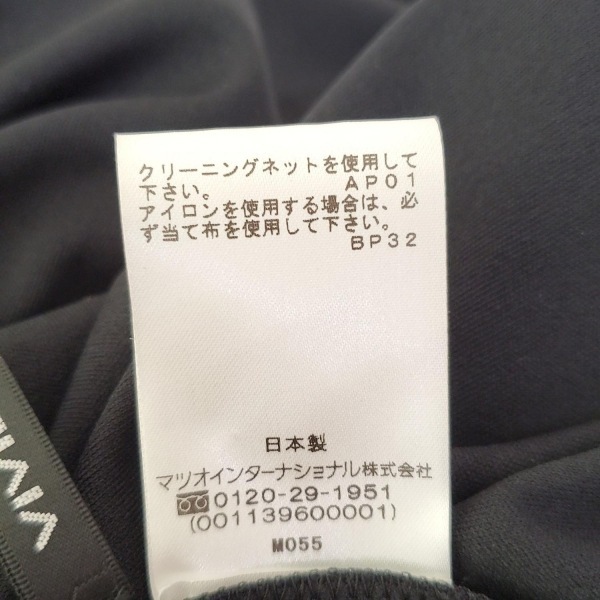 クリーニングネットを使用して
下さい。 AP01
アイロンを使用する場合は、必
ず当て布を使用して下さい。
BP32
日本製
マツオインターナショナル株式会社
0120-29-1951
(001139600001)
M055